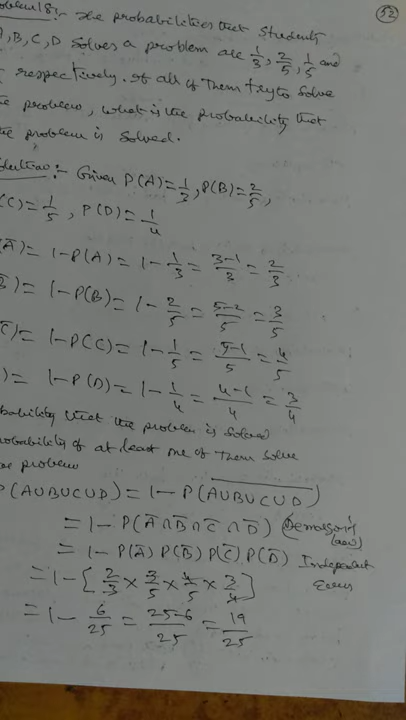 52
:- The probabilities that students
A, B, C, D solves a problem are 1/3, 2/5, 1/5 and
respectively. If all of them try to solve
the problem, what is the probability that
the problem is solved.
:- Given P(A)=1/3, P(B)=2/5,
(C)=1/5, P(D)=1/4
A̅)= 1-P(A)= 1-1/3 = 3-1/3 = 2/3
B̅)= 1-P(B)= 1-2/5 = 5-2/5 = 3/5
C̅)= 1-P(C)= 1-1/5 = 5-1/5 = 4/5
)= 1-P(D)= 1-1/4 = 4-1/4 = 3/4
bability that the problem is solved
robability of at least one of them solve
problem
P(AUBUCUD) = 1-P(\overline{AUBUCUD})
= 1-P(A̅∩B̅∩C̅∩D̅) (Demorgan's law)
= 1-P(A̅) P(B̅) P(C̅) P(D̅) Independent
= 1-[2/3 × 3/5 × 4/5 × 3/4]
= 1-6/25 = 25-6/25 = 19/25